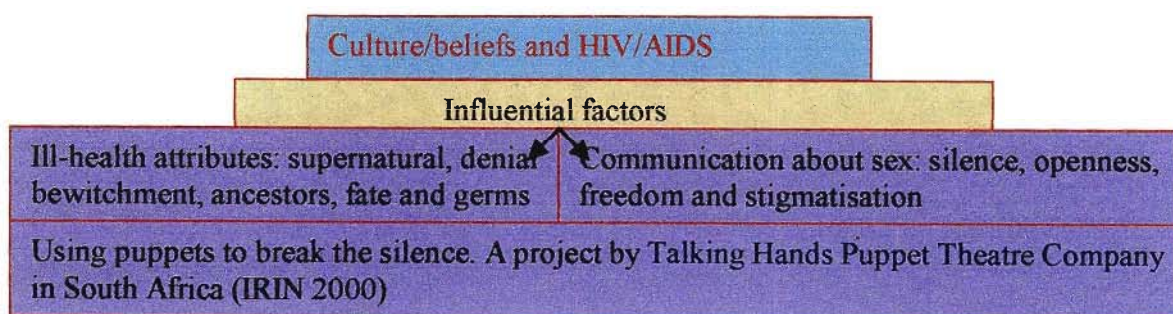 Culture/beliefs and HIV/AIDS
Influential factors
Ill-health attributes: supernatural, denial
bewitchment, ancestors, fate and germs
Communication about sex: silence, openness,
freedom and stigmatisation
Using puppets to break the silence. A project by Talking Hands Puppet Theatre Company
in South Africa (IRIN 2000)